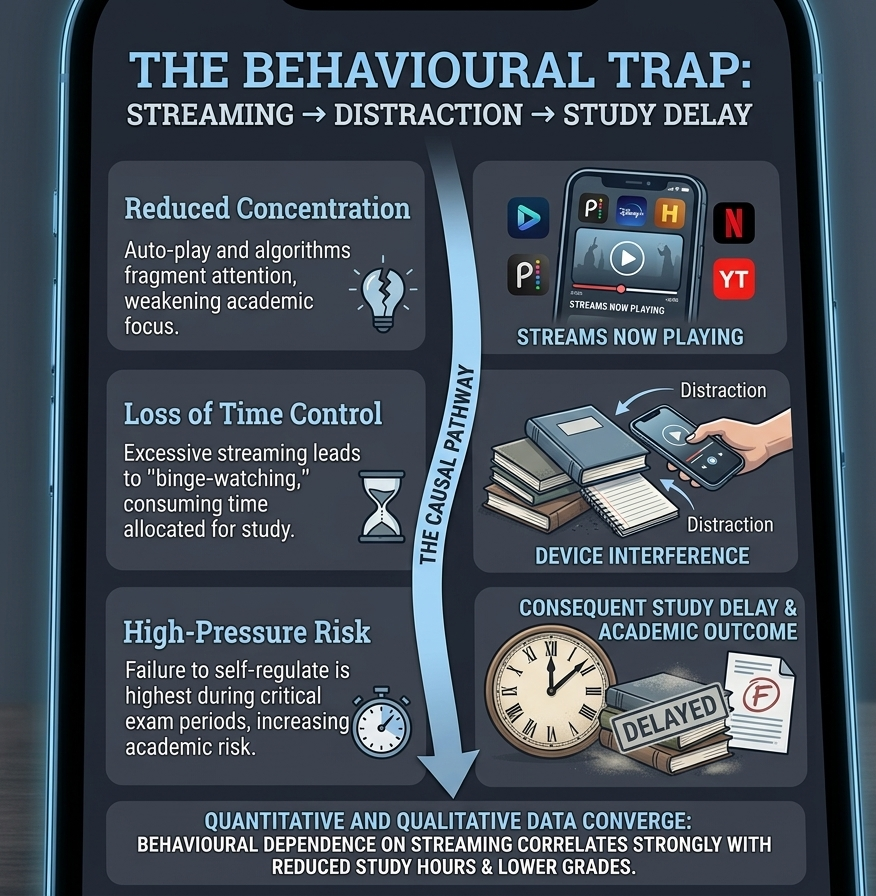 THE BEHAVIOURAL TRAP:
STREAMING → DISTRACTION → STUDY DELAY
Reduced Concentration
Auto-play and algorithms
fragment attention,
weakening academic
focus.
P
H
N
P
YT
STREAMS NOW PLAYING
STREAMS NOW PLAYING
THE CAUSAL PATHWAY
Loss of Time Control
Excessive streaming leads
to "binge-watching,"
consuming time
allocated for study.
Distraction
Distraction
DEVICE INTERFERENCE
High-Pressure Risk
Failure to self-regulate is
highest during critical
exam periods, increasing
academic risk.
CONSEQUENT STUDY DELAY &
ACADEMIC OUTCOME
DELAYED
F
QUANTITATIVE AND QUALITATIVE DATA CONVERGE:
BEHAVIOURAL DEPENDENCE ON STREAMING CORRELATES STRONGLY WITH
REDUCED STUDY HOURS & LOWER GRADES.